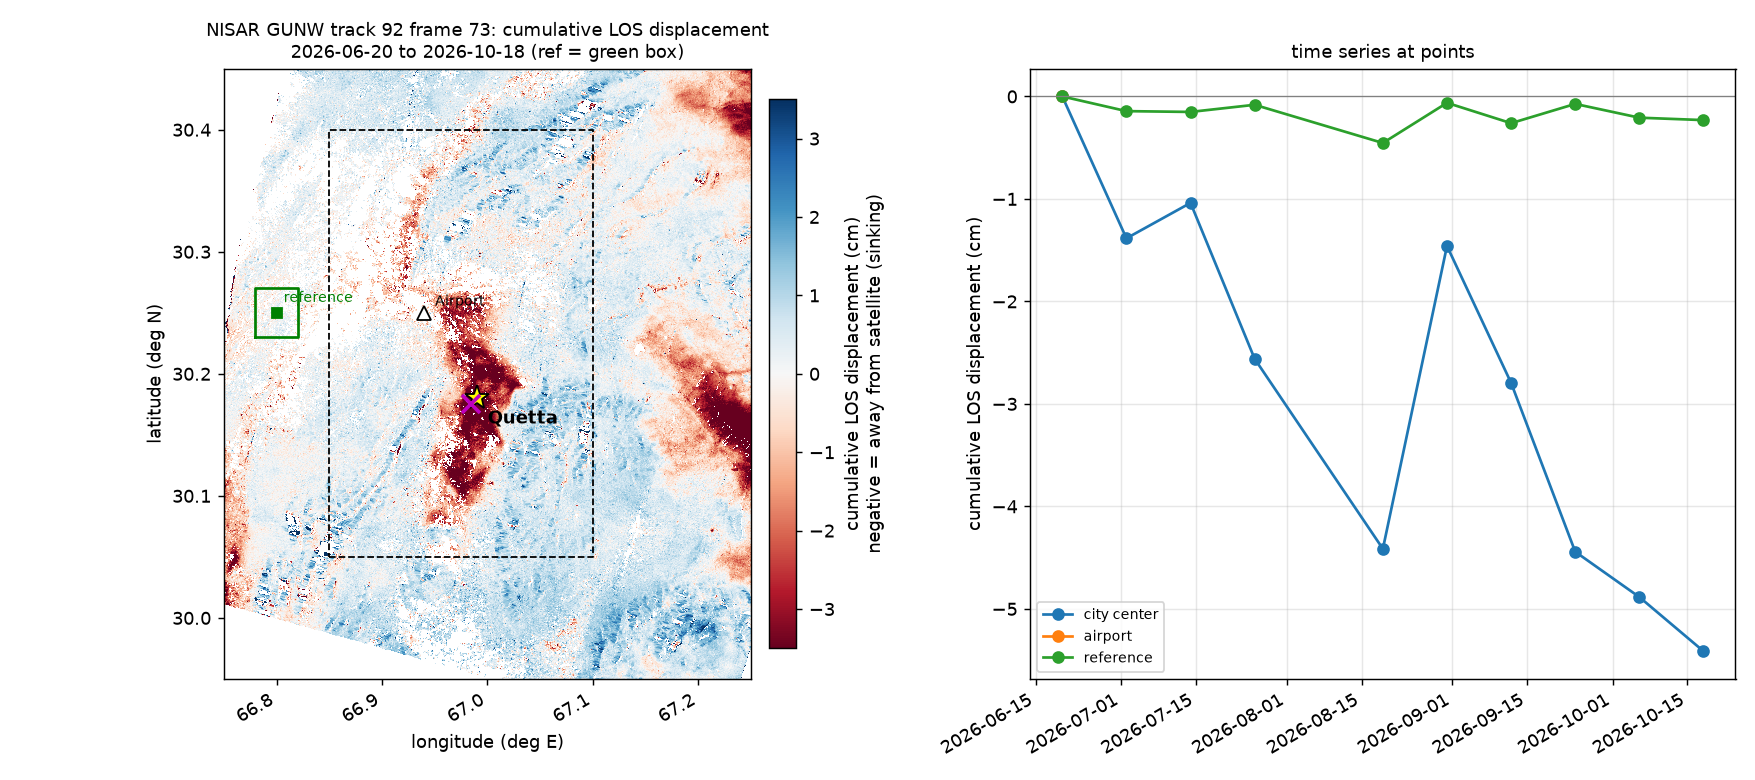 NISAR GUNW track 92 frame 73: cumulative LOS displacement
2026-06-20 to 2026-10-18 (ref = green box)
latitude (deg N)
30.4
30.3
30.2
30.1
30.0
66.8
66.9
67.0
67.1
67.2
longitude (deg E)
reference
Airport
Quetta
3
2
1
0
−1
−2
−3
cumulative LOS displacement (cm)
negative = away from satellite (sinking)
time series at points
cumulative LOS displacement (cm)
0
−1
−2
−3
−4
−5
city center
airport
reference
2026-06-15
2026-07-01
2026-07-15
2026-08-01
2026-08-15
2026-09-01
2026-09-15
2026-10-01
2026-10-15